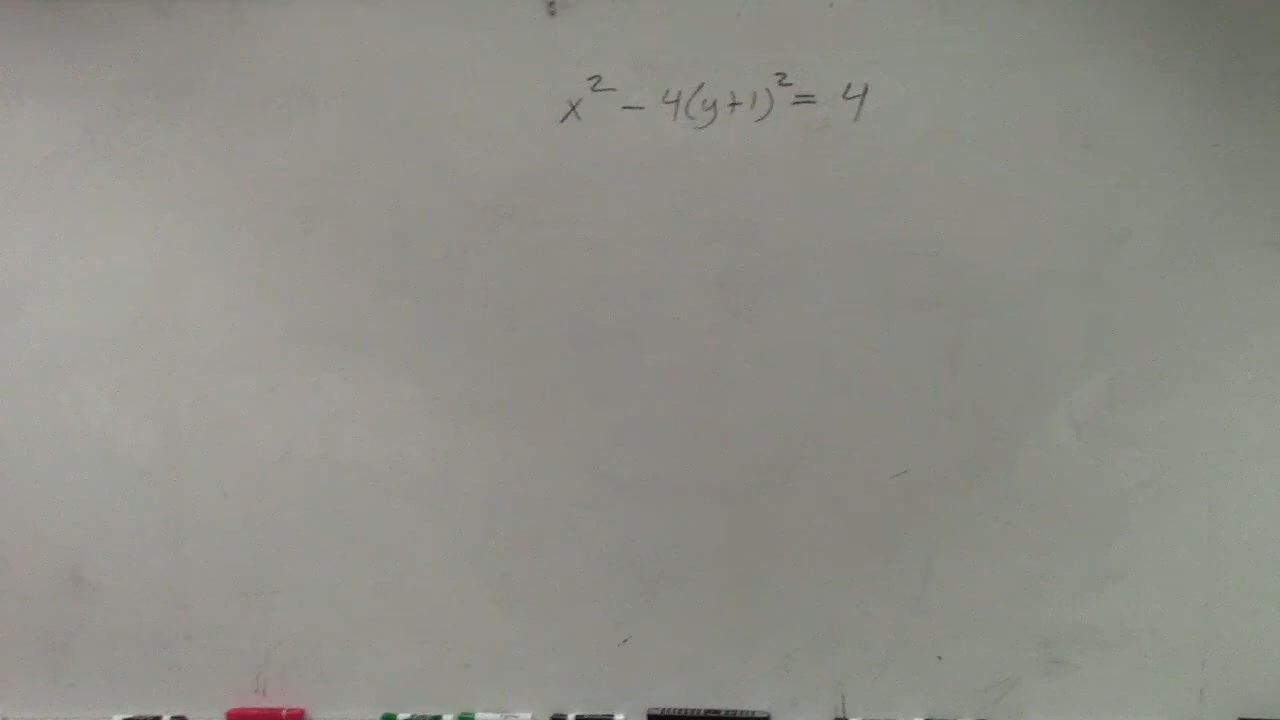 x² - 4(y+1)² = 4